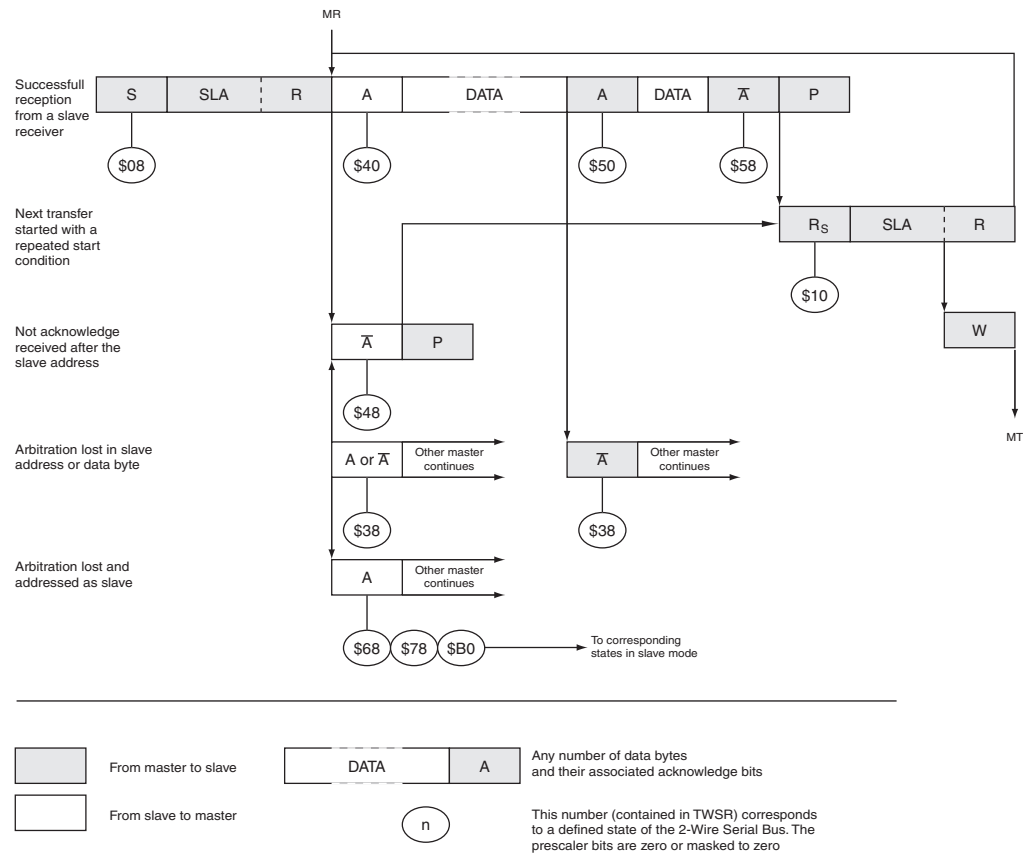 MR
Successfull
reception
from a slave
receiver
S SLA R A DATA A DATA A̅ P
$08 $40 $50 $58
Next transfer
started with a
repeated start
condition
RS SLA R
$10
Not acknowledge
received after the
slave address
A̅ P
W
$48
MT
Arbitration lost in slave
address or data byte
A or A̅
Other master
continues
A̅
Other master
continues
$38 $38
Arbitration lost and
addressed as slave
A
Other master
continues
$68 $78 $B0
To corresponding
states in slave mode
From master to slave
DATA A
Any number of data bytes
and their associated acknowledge bits
From slave to master
n
This number (contained in TWSR) corresponds
to a defined state of the 2-Wire Serial Bus. The
prescaler bits are zero or masked to zero